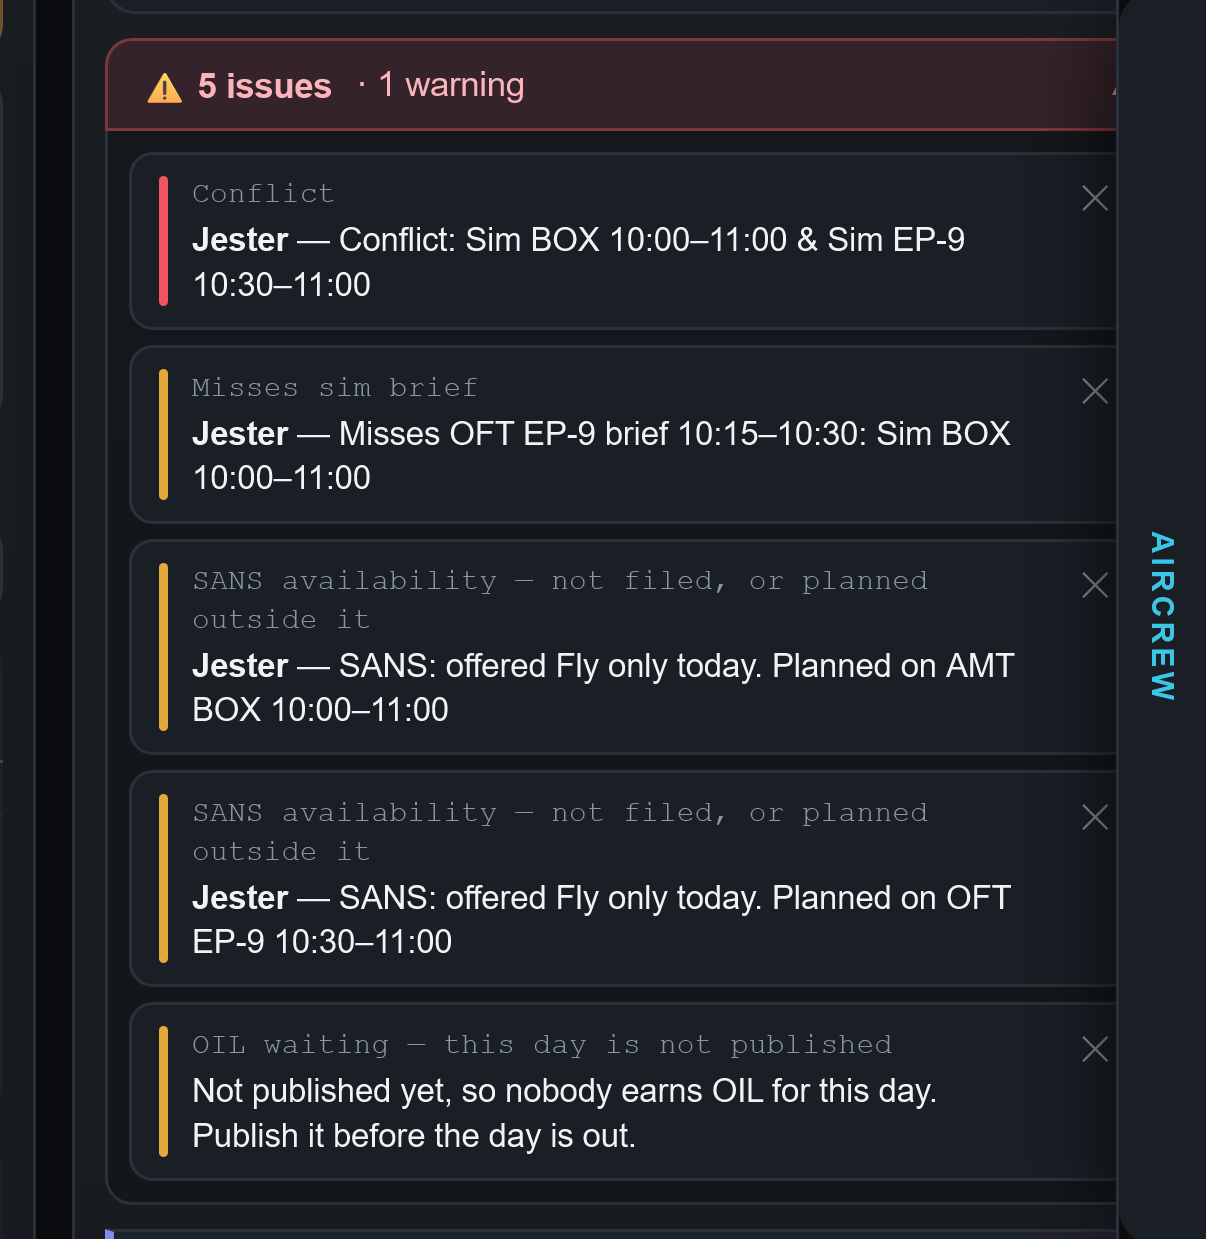 5 issues · 1 warning
Conflict
Jester — Conflict: Sim BOX 10:00–11:00 & Sim EP-9
10:30–11:00
Misses sim brief
Jester — Misses OFT EP-9 brief 10:15–10:30: Sim BOX
10:00–11:00
SANS availability — not filed, or planned
outside it
Jester — SANS: offered Fly only today. Planned on AMT
BOX 10:00–11:00
SANS availability — not filed, or planned
outside it
Jester — SANS: offered Fly only today. Planned on OFT
EP-9 10:30–11:00
OIL waiting — this day is not published
Not published yet, so nobody earns OIL for this day.
Publish it before the day is out.
AIRCREW